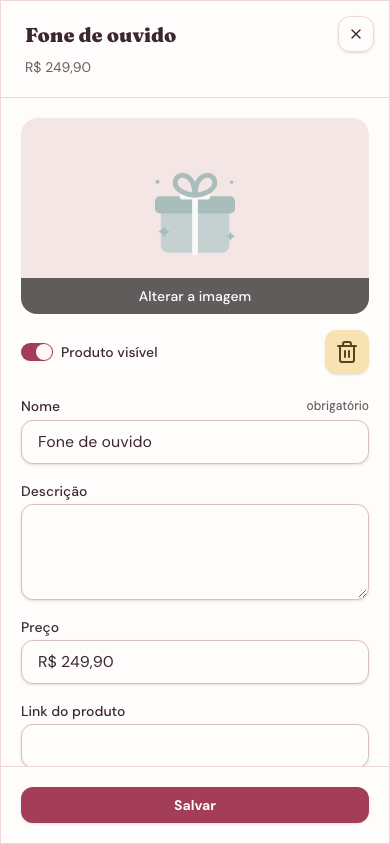 Fone de ouvido
R$ 249,90
Alterar a imagem
Produto visível
Nome
obrigatório
Fone de ouvido
Descrição
Preço
R$ 249,90
Link do produto
Salvar